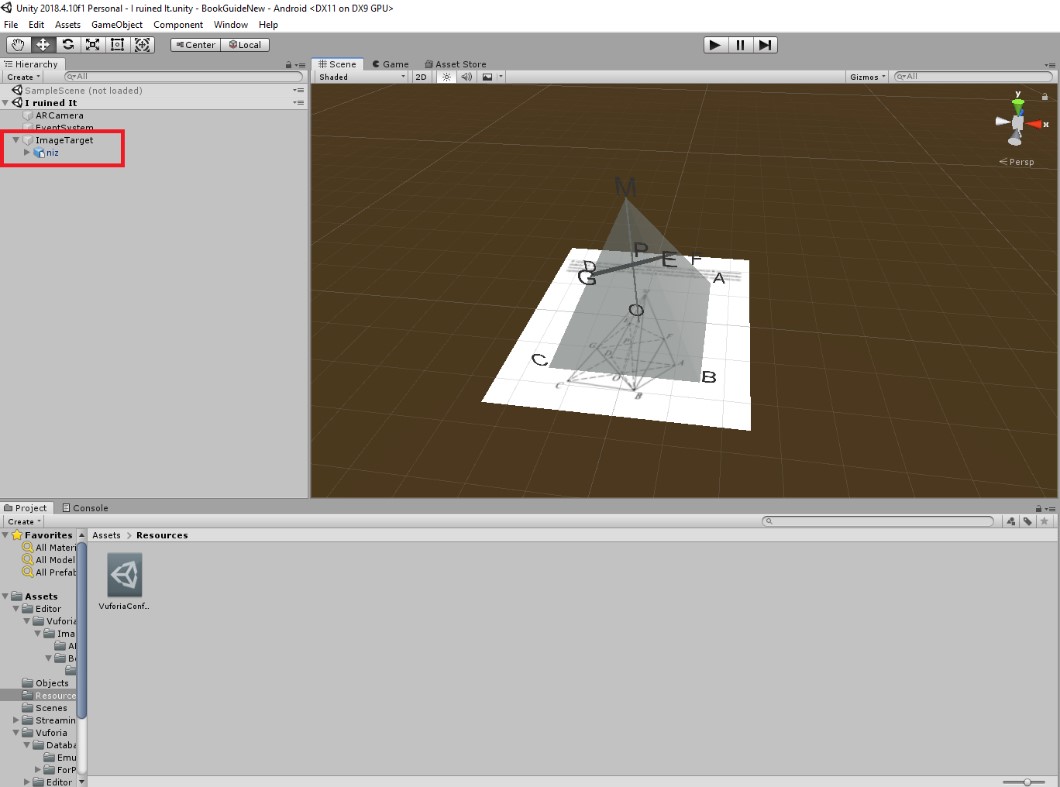 Unity 2018.4.10f1 Personal - I ruined It.unity - BookGuideNew - Android <DX11 on DX9 GPU>
File Edit Assets GameObject Component Window Help
Center Local
Hierarchy
Create All
SampleScene (not loaded)
I ruined It
ARCamera
EventSystem
ImageTarget
niz
Scene Game Asset Store
Shaded 2D Gizmos All
y
x
Persp
M
P
E F
D
G A
O
C
B
G F
D A
O
C
B
Project Console
Create
Favorites
All Materi
All Model
All Prefab
Assets
Editor
Vuforia
Ima
Objects
Resource
Scenes
Streamin
Vuforia
Databa
Emu
ForP
Editor
Assets > Resources
VuforiaConf...